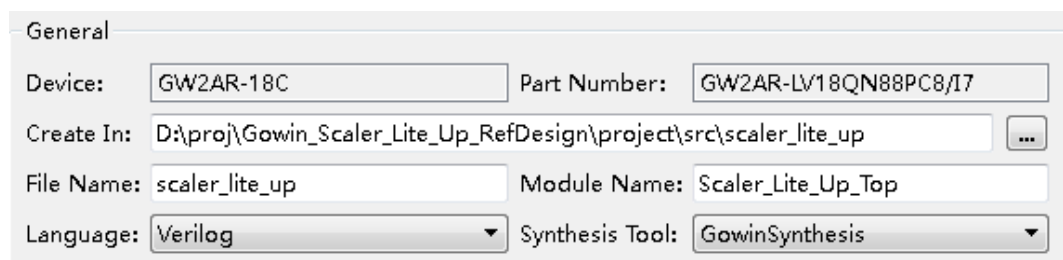 General
Device: GW2AR-18C Part Number: GW2AR-LV18QN88PC8/I7
Create In: D:\proj\Gowin_Scaler_Lite_Up_RefDesign\project\src\scaler_lite_up ...
File Name: scaler_lite_up Module Name: Scaler_Lite_Up_Top
Language: Verilog Synthesis Tool: GowinSynthesis